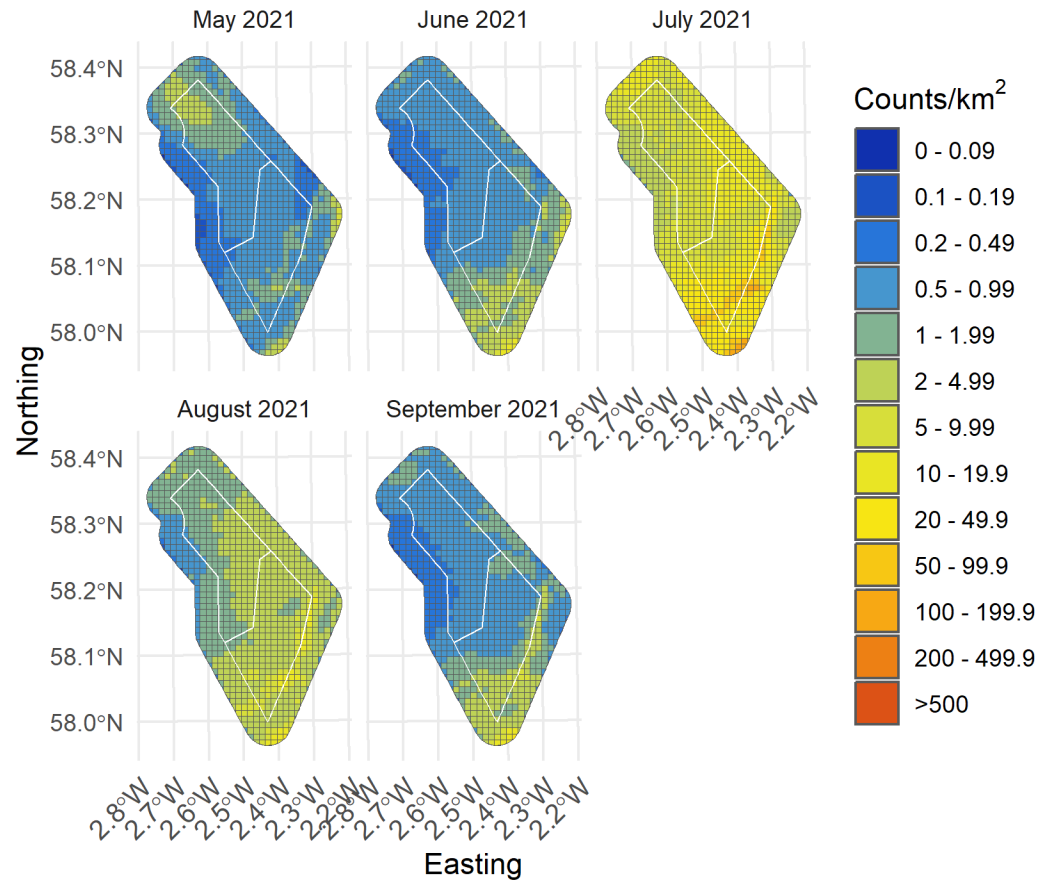 May 2021
June 2021
July 2021
58.4°N
58.3°N
58.2°N
58.1°N
58.0°N
2.8°W
2.7°W
2.6°W
2.5°W
2.4°W
2.3°W
2.2°W
August 2021
September 2021
58.4°N
58.3°N
58.2°N
58.1°N
58.0°N
2.8°W
2.7°W
2.6°W
2.5°W
2.4°W
2.3°W
2.2°W
2.8°W
2.7°W
2.6°W
2.5°W
2.4°W
2.3°W
2.2°W
Northing
Easting
Counts/km²
0 - 0.09
0.1 - 0.19
0.2 - 0.49
0.5 - 0.99
1 - 1.99
2 - 4.99
5 - 9.99
10 - 19.9
20 - 49.9
50 - 99.9
100 - 199.9
200 - 499.9
>500